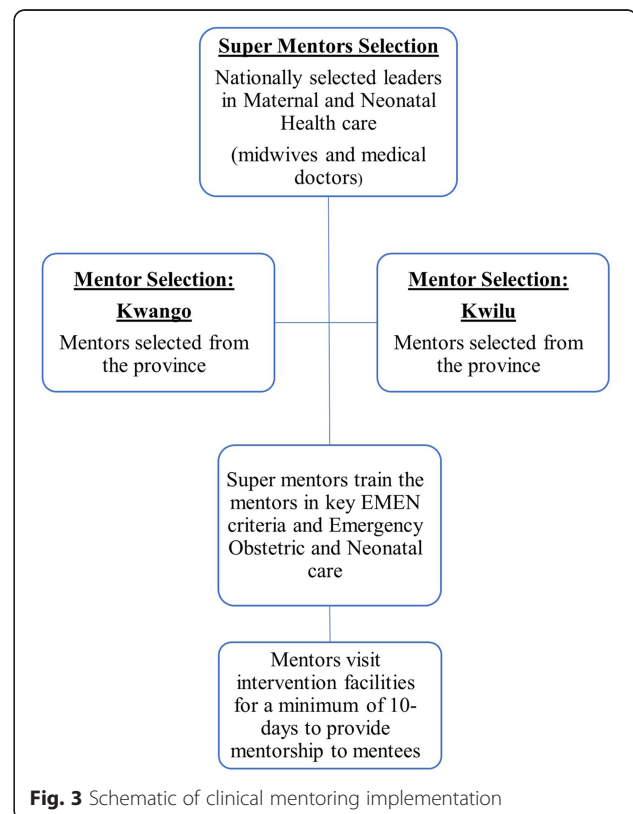 Super Mentors Selection
Nationally selected leaders
in Maternal and Neonatal
Health care
(midwives and medical
doctors)
Mentor Selection:
Kwango
Mentors selected from
the province
Mentor Selection:
Kwilu
Mentors selected from
the province
Super mentors train the
mentors in key EMEN
criteria and Emergency
Obstetric and Neonatal
care
Mentors visit
intervention facilities
for a minimum of 10-
days to provide
mentorship to mentees
Fig. 3 Schematic of clinical mentoring implementation